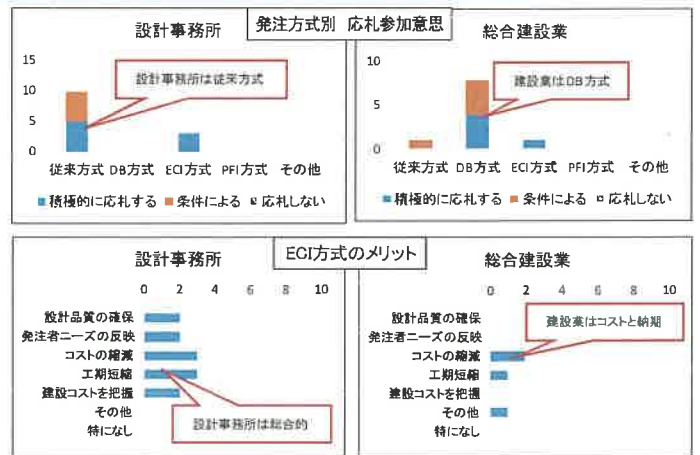 発注方式別 応札参加意思
設計事務所
15
10
5
0
設計事務所は従来方式
従来方式 DB方式 ECI方式 PFI方式 その他
積極的に応札する 条件による 応札しない
総合建設業
10
5
0
建設業はDB方式
従来方式 DB方式 ECI方式 PFI方式 その他
積極的に応札する 条件による 応札しない
ECI方式のメリット
設計事務所
0 2 4 6 8 10
設計品質の確保
発注者ニーズの反映
コストの縮減
工期短縮
建設コストを把握
その他
特になし
設計事務所は総合的
総合建設業
0 2 4 6 8 10
設計品質の確保
発注者ニーズの反映
コストの縮減
工期短縮
建設コストを把握
その他
特になし
建設業はコストと納期